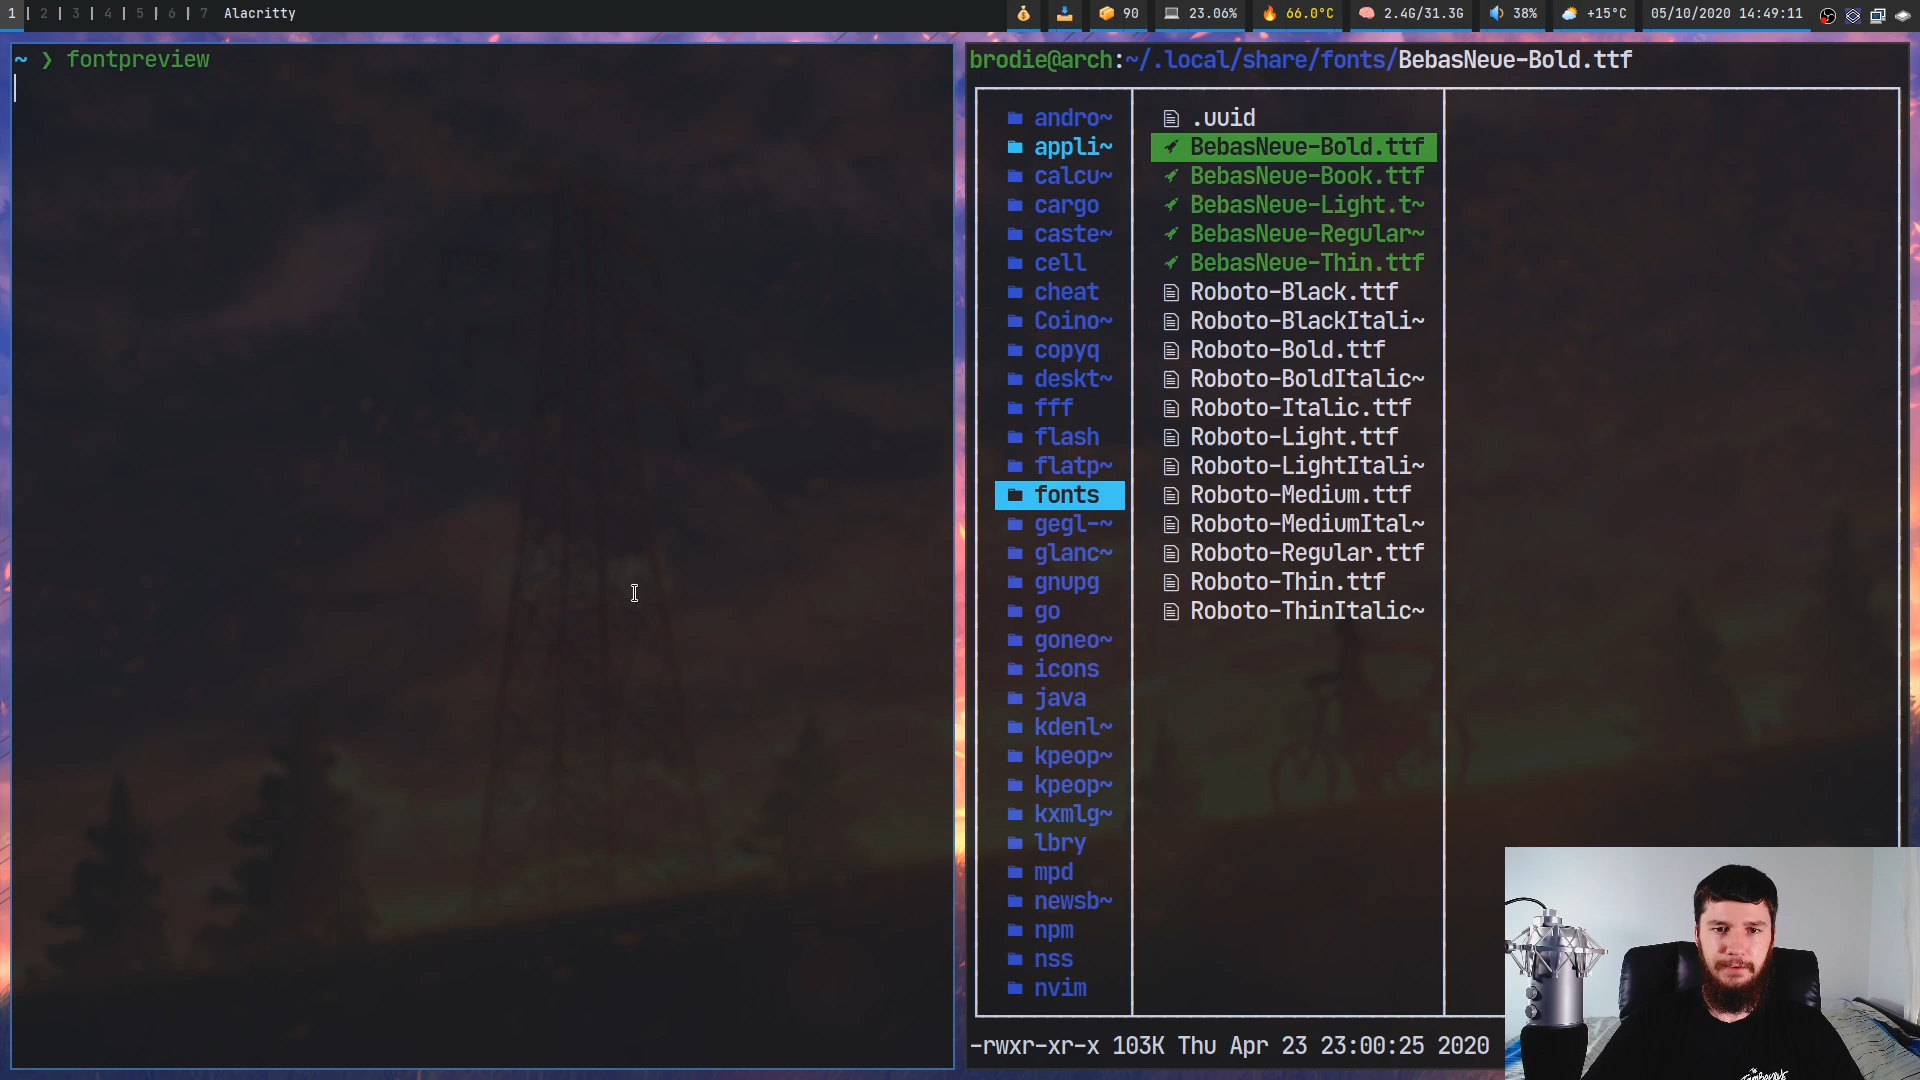 1 | 2 | 3 | 4 | 5 | 6 | 7 Alacritty
90 23.06% 66.0°C 2.4G/31.3G 38% +15°C 05/10/2020 14:49:11
~ ❯ fontpreview
brodie@arch:~/.local/share/fonts/BebasNeue-Bold.ttf
andro~
appli~
calcu~
cargo
caste~
cell
cheat
Coino~
copyq
deskt~
fff
flash
flatp~
fonts
gegl-~
glanc~
gnupg
go
goneo~
icons
java
kdenl~
kpeop~
kpeop~
kxmlg~
lbry
mpd
newsb~
npm
nss
nvim
.uuid
BebasNeue-Bold.ttf
BebasNeue-Book.ttf
BebasNeue-Light.t~
BebasNeue-Regular~
BebasNeue-Thin.ttf
Roboto-Black.ttf
Roboto-BlackItali~
Roboto-Bold.ttf
Roboto-BoldItalic~
Roboto-Italic.ttf
Roboto-Light.ttf
Roboto-LightItali~
Roboto-Medium.ttf
Roboto-MediumItal~
Roboto-Regular.ttf
Roboto-Thin.ttf
Roboto-ThinItalic~
-rwxr-xr-x 103K Thu Apr 23 23:00:25 2020